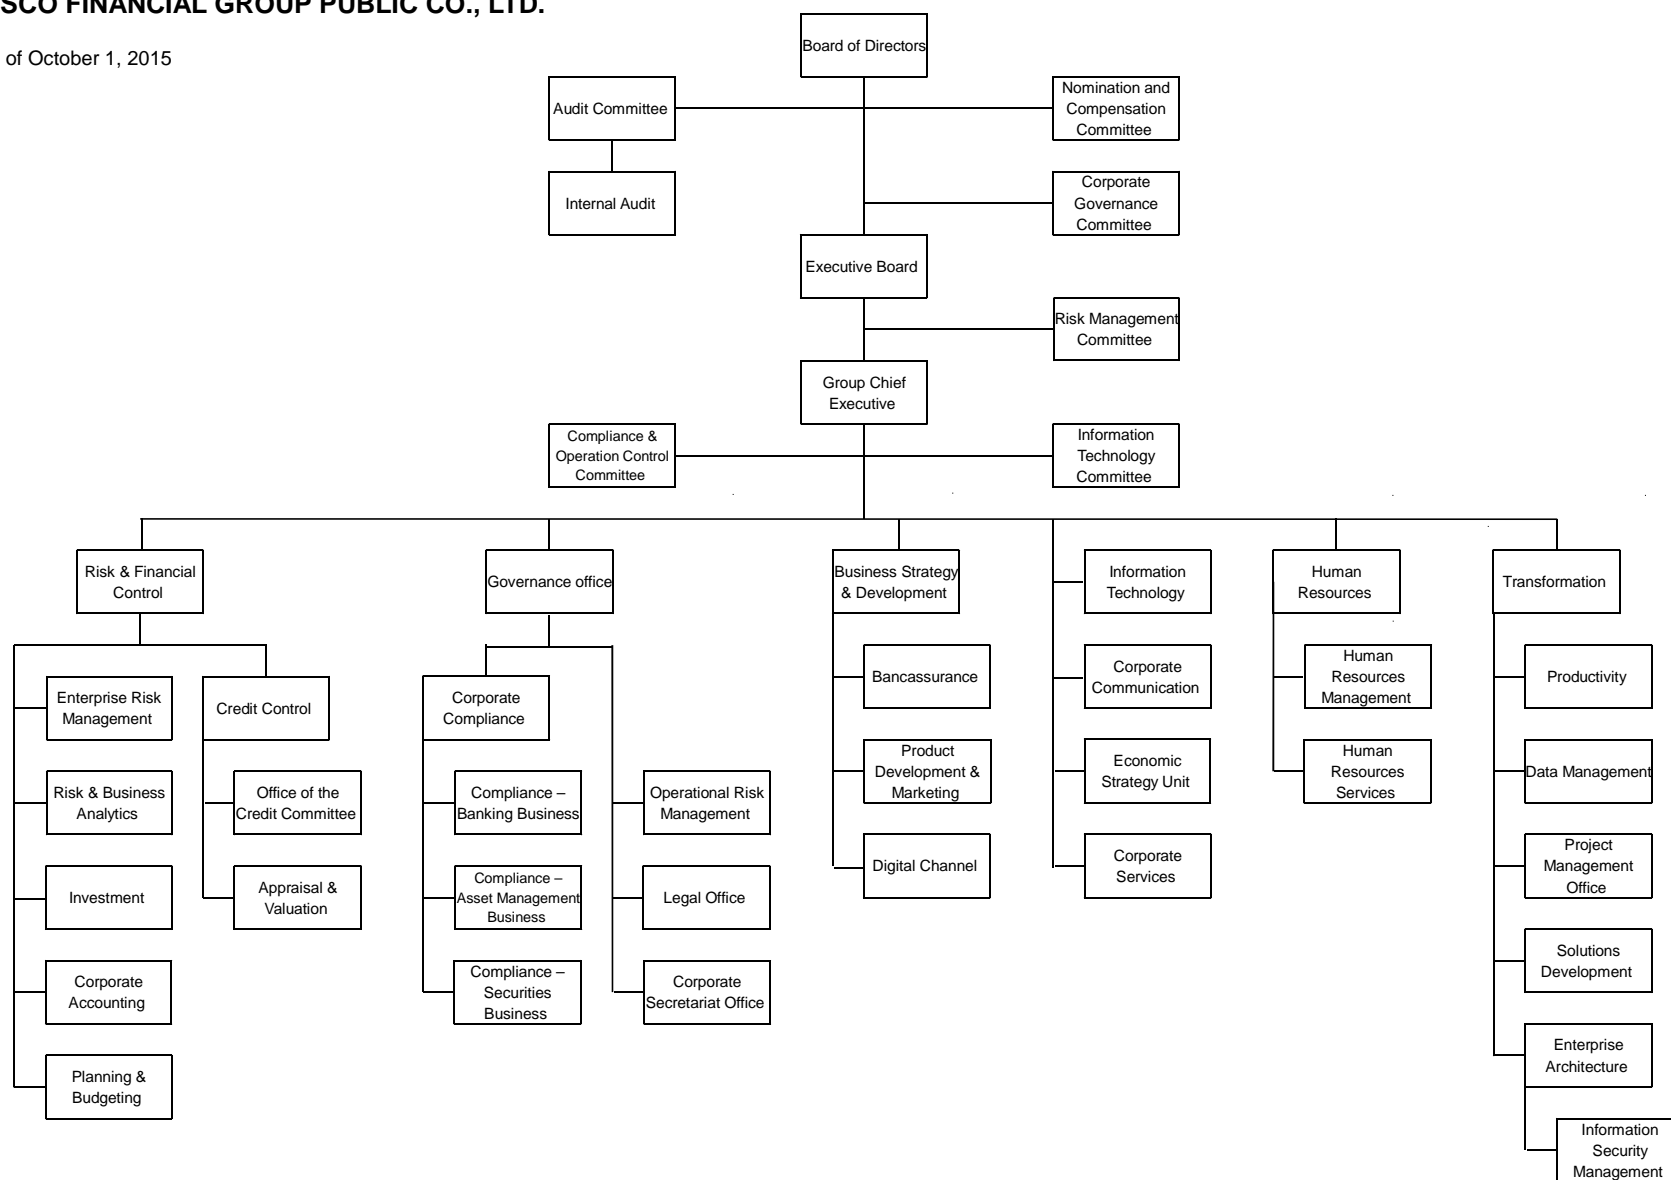 SCO FINANCIAL GROUP PUBLIC CO., LTD.
of October 1, 2015
Board of Directors
Audit Committee
Nomination and
Compensation
Committee
Internal Audit
Corporate
Governance
Committee
Executive Board
Risk Management
Committee
Group Chief
Executive
Compliance &
Operation Control
Committee
Information
Technology
Committee
Risk & Financial
Control
Governance office
Business Strategy
& Development
Information
Technology
Human
Resources
Transformation
Enterprise Risk
Management
Risk & Business
Analytics
Investment
Corporate
Accounting
Planning &
Budgeting
Credit Control
Office of the
Credit Committee
Appraisal &
Valuation
Corporate
Compliance
Compliance –
Banking Business
Compliance –
Asset Management
Business
Compliance –
Securities
Business
Operational Risk
Management
Legal Office
Corporate
Secretariat Office
Bancassurance
Product
Development &
Marketing
Digital Channel
Corporate
Communication
Economic
Strategy Unit
Corporate
Services
Human
Resources
Management
Human
Resources
Services
Productivity
Data Management
Project
Management
Office
Solutions
Development
Enterprise
Architecture
Information
Security
Management